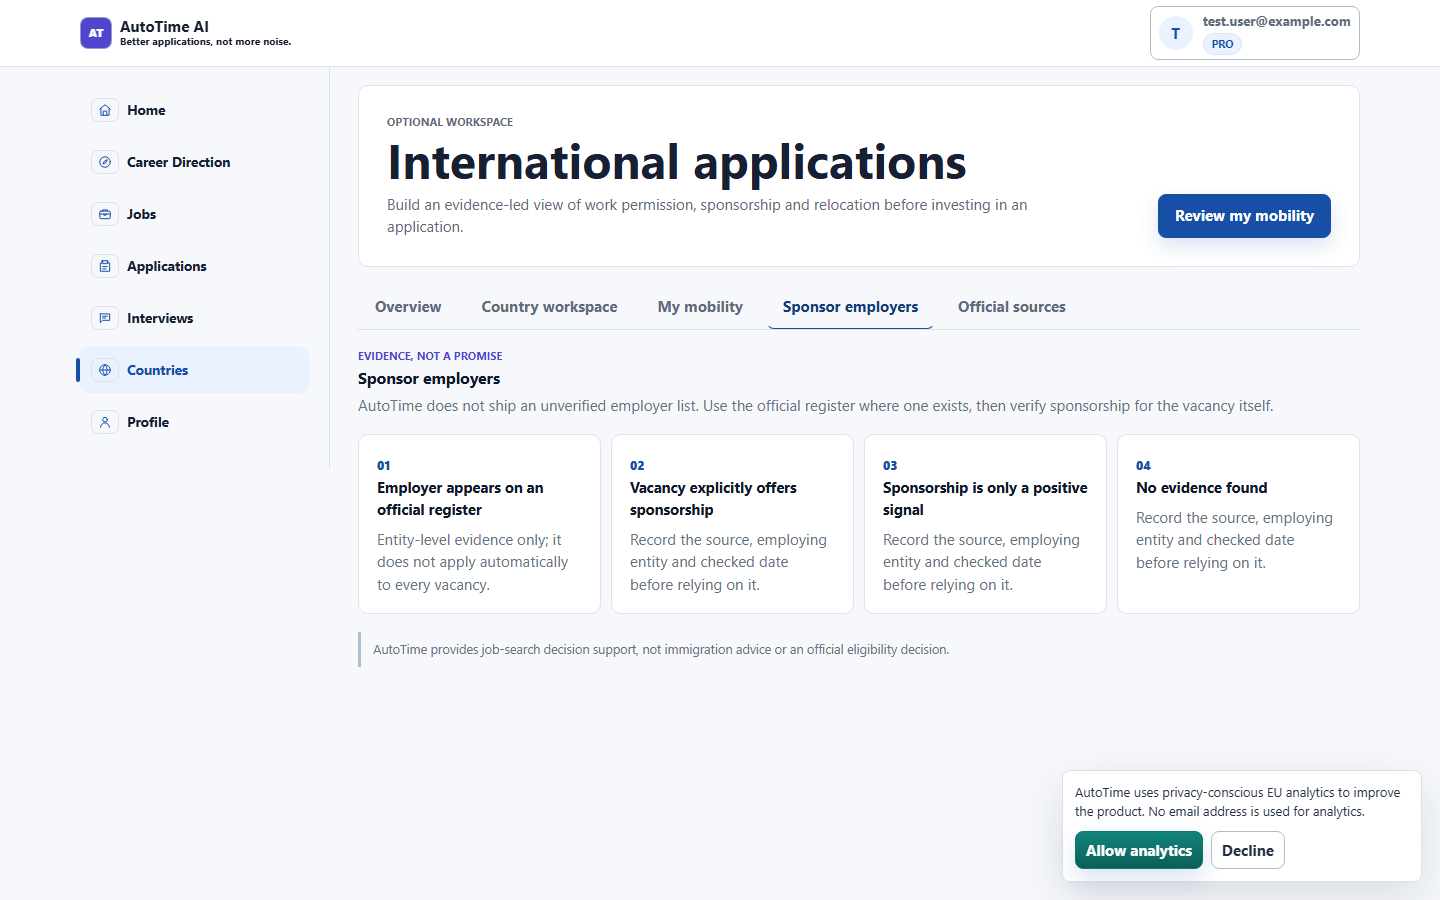 AT
AutoTime AI
Better applications, not more noise.
T
test.user@example.com
PRO
Home
Career Direction
Jobs
Applications
Interviews
Countries
Profile
OPTIONAL WORKSPACE
International applications
Build an evidence-led view of work permission, sponsorship and relocation before investing in an
application.
Review my mobility
Overview
Country workspace
My mobility
Sponsor employers
Official sources
EVIDENCE, NOT A PROMISE
Sponsor employers
AutoTime does not ship an unverified employer list. Use the official register where one exists, then verify sponsorship for the vacancy itself.
01
Employer appears on an
official register
Entity-level evidence only; it
does not apply automatically
to every vacancy.
02
Vacancy explicitly offers
sponsorship
Record the source, employing
entity and checked date
before relying on it.
03
Sponsorship is only a positive
signal
Record the source, employing
entity and checked date
before relying on it.
04
No evidence found
Record the source, employing
entity and checked date
before relying on it.
AutoTime provides job-search decision support, not immigration advice or an official eligibility decision.
AutoTime uses privacy-conscious EU analytics to improve
the product. No email address is used for analytics.
Allow analytics
Decline